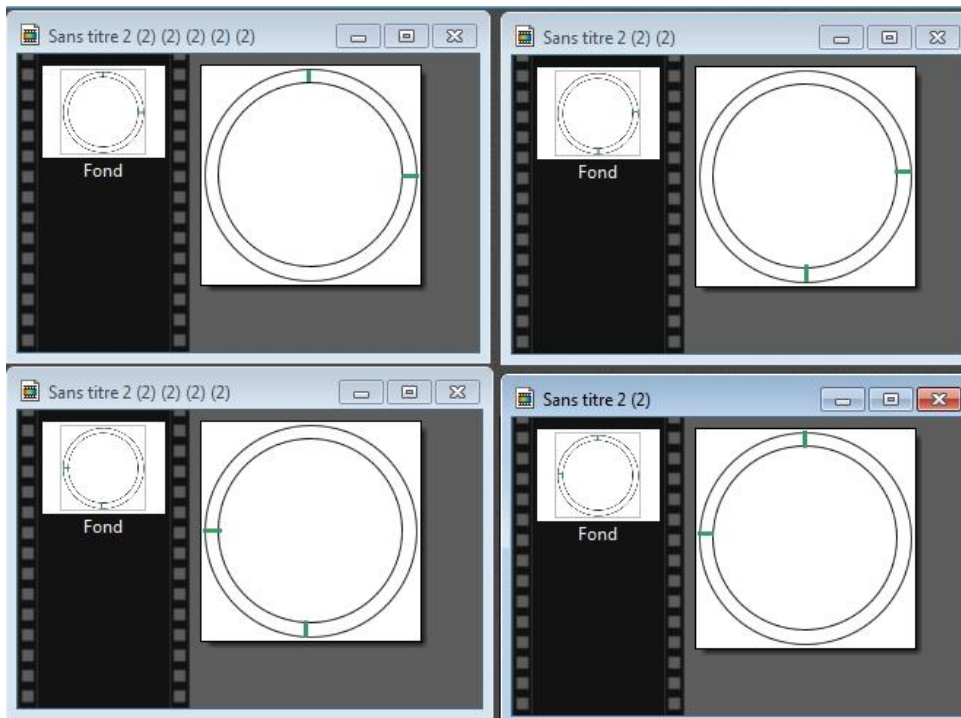 Sans titre 2 (2) (2) (2) (2) (2)
Fond
Sans titre 2 (2) (2)
Fond
Sans titre 2 (2) (2) (2) (2)
Fond
Sans titre 2 (2)
Fond